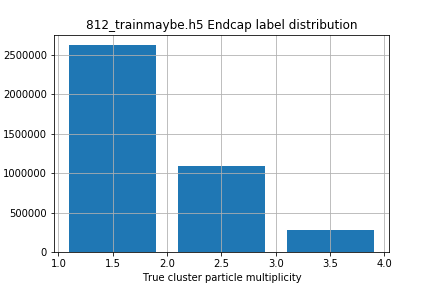 812_trainmaybe.h5 Endcap label distribution
2500000
2000000
1500000
1000000
500000
0
1.0 1.5 2.0 2.5 3.0 3.5 4.0
True cluster particle multiplicity